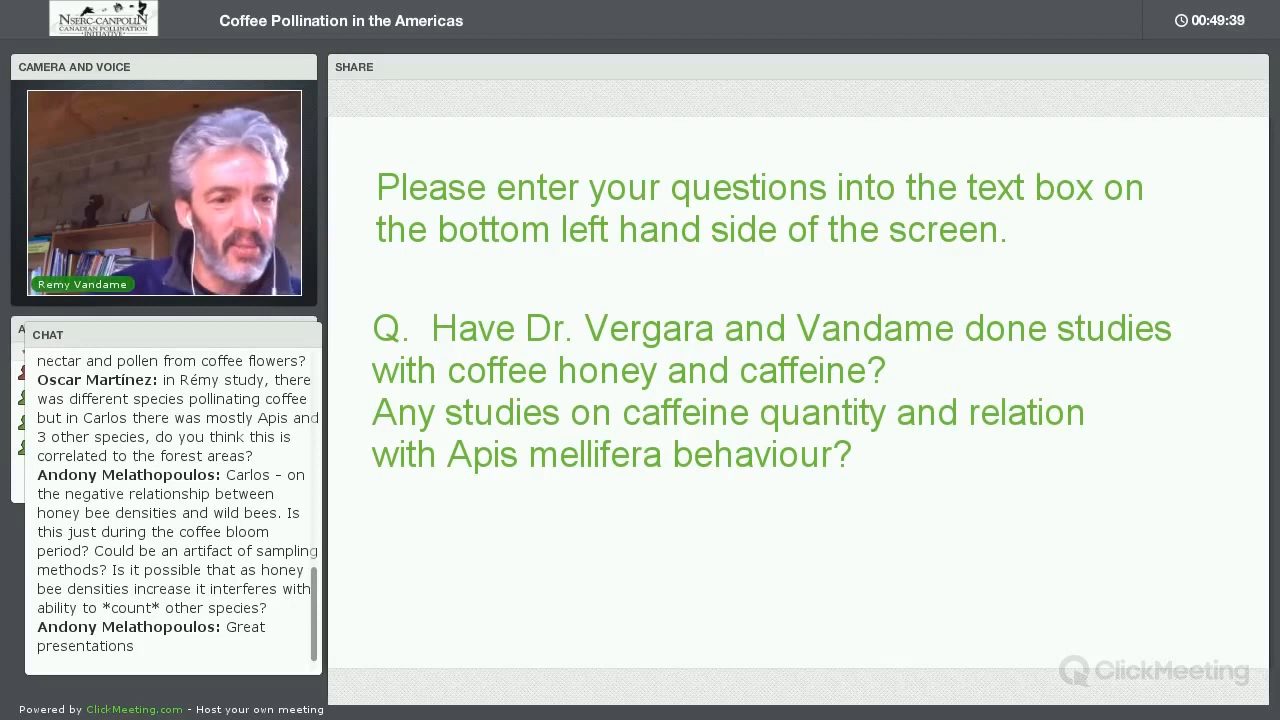 NSERC-CANPOLIN
CANADIAN POLLINATION
INITIATIVE
Coffee Pollination in the Americas
00:49:39
CAMERA AND VOICE
Remy Vandame
A
CHAT
nectar and pollen from coffee flowers?
Oscar Martínez: in Rémy study, there
was different species pollinating coffee
but in Carlos there was mostly Apis and
3 other species, do you think this is
correlated to the forest areas?
Andony Melathopoulos: Carlos - on
the negative relationship between
honey bee densities and wild bees. Is
this just during the coffee bloom
period? Could be an artifact of sampling
methods? Is it possible that as honey
bee densities increase it interferes with
ability to *count* other species?
Andony Melathopoulos: Great
presentations
SHARE
Please enter your questions into the text box on
the bottom left hand side of the screen.
Q. Have Dr. Vergara and Vandame done studies
with coffee honey and caffeine?
Any studies on caffeine quantity and relation
with Apis mellifera behaviour?
ClickMeeting
Powered by ClickMeeting.com - Host your own meeting